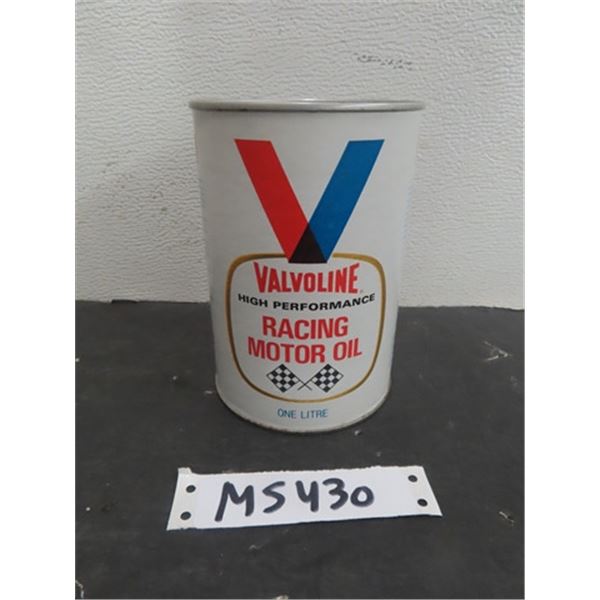 VALVOLINE
HIGH PERFORMANCE
RACING
MOTOR OIL
ONE LITRE
MS430